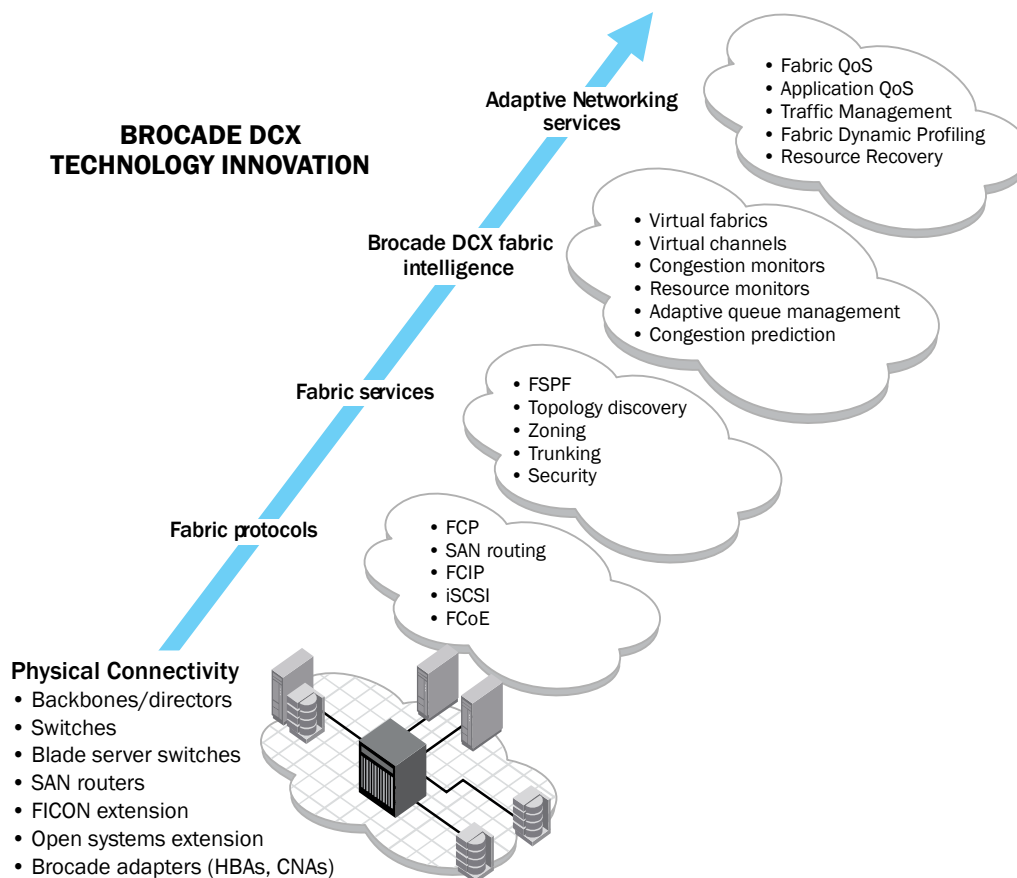 BROCADE DCX
TECHNOLOGY INNOVATION
Adaptive Networking
services
• Fabric QoS
• Application QoS
• Traffic Management
• Fabric Dynamic Profiling
• Resource Recovery
Brocade DCX fabric
intelligence
• Virtual fabrics
• Virtual channels
• Congestion monitors
• Resource monitors
• Adaptive queue management
• Congestion prediction
Fabric services
• FSPF
• Topology discovery
• Zoning
• Trunking
• Security
Fabric protocols
• FCP
• SAN routing
• FCIP
• iSCSI
• FCoE
Physical Connectivity
• Backbones/directors
• Switches
• Blade server switches
• SAN routers
• FICON extension
• Open systems extension
• Brocade adapters (HBAs, CNAs)